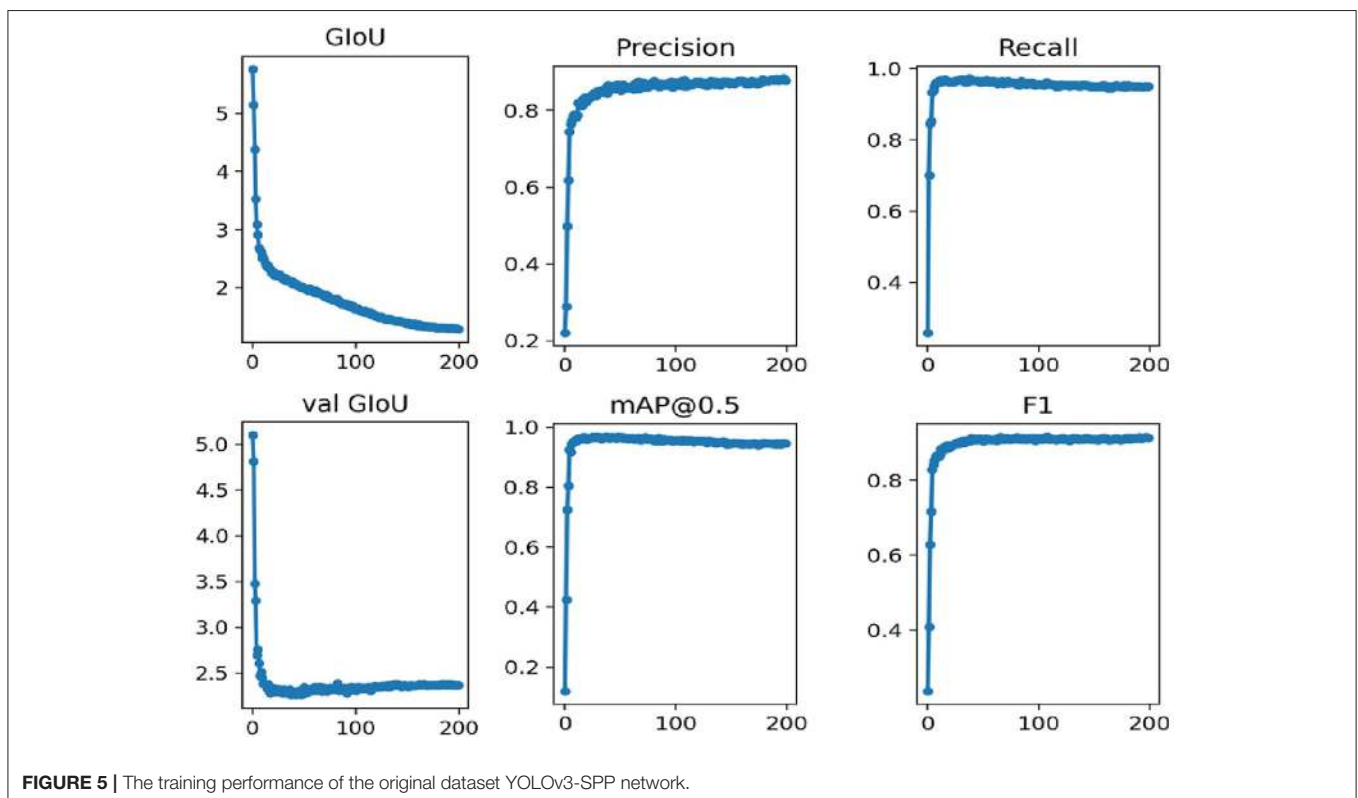 GIoU
Precision
Recall
5
4
3
2
0 100 200
0.8
0.6
0.4
0.2
0 100 200
1.0
0.8
0.6
0.4
0 100 200
val GIoU
mAP@0.5
F1
5.0
4.5
4.0
3.5
3.0
2.5
0 100 200
1.0
0.8
0.6
0.4
0.2
0 100 200
0.8
0.6
0.4
0 100 200
FIGURE 5 | The training performance of the original dataset YOLOv3-SPP network.